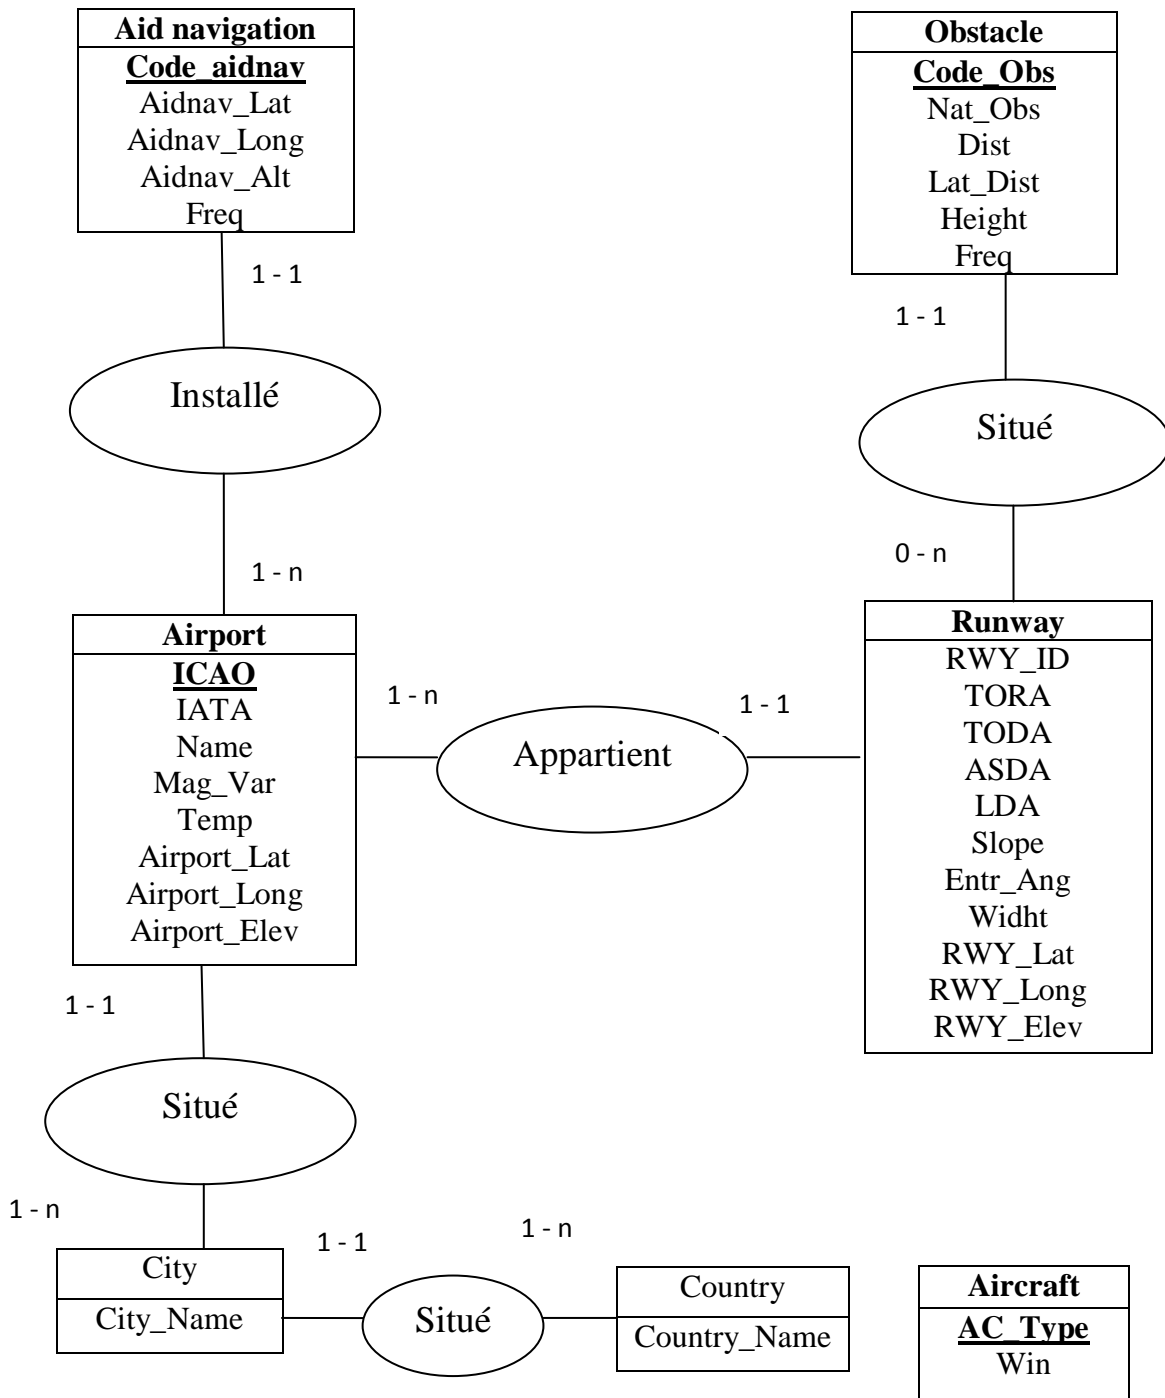 Aid navigation
Code_aidnav
Aidnav_Lat
Aidnav_Long
Aidnav_Alt
Freq
1 - 1
Installé
1 - n
Obstacle
Code_Obs
Nat_Obs
Dist
Lat_Dist
Height
Freq
1 - 1
Situé
0 - n
Airport
ICAO
IATA
Name
Mag_Var
Temp
Airport_Lat
Airport_Long
Airport_Elev
1 - n
Appartient
1 - 1
Runway
RWY_ID
TORA
TODA
ASDA
LDA
Slope
Entr_Ang
Widht
RWY_Lat
RWY_Long
RWY_Elev
1 - 1
Situé
1 - n
City
City_Name
1 - 1
Situé
1 - n
Country
Country_Name
Aircraft
AC_Type
Win